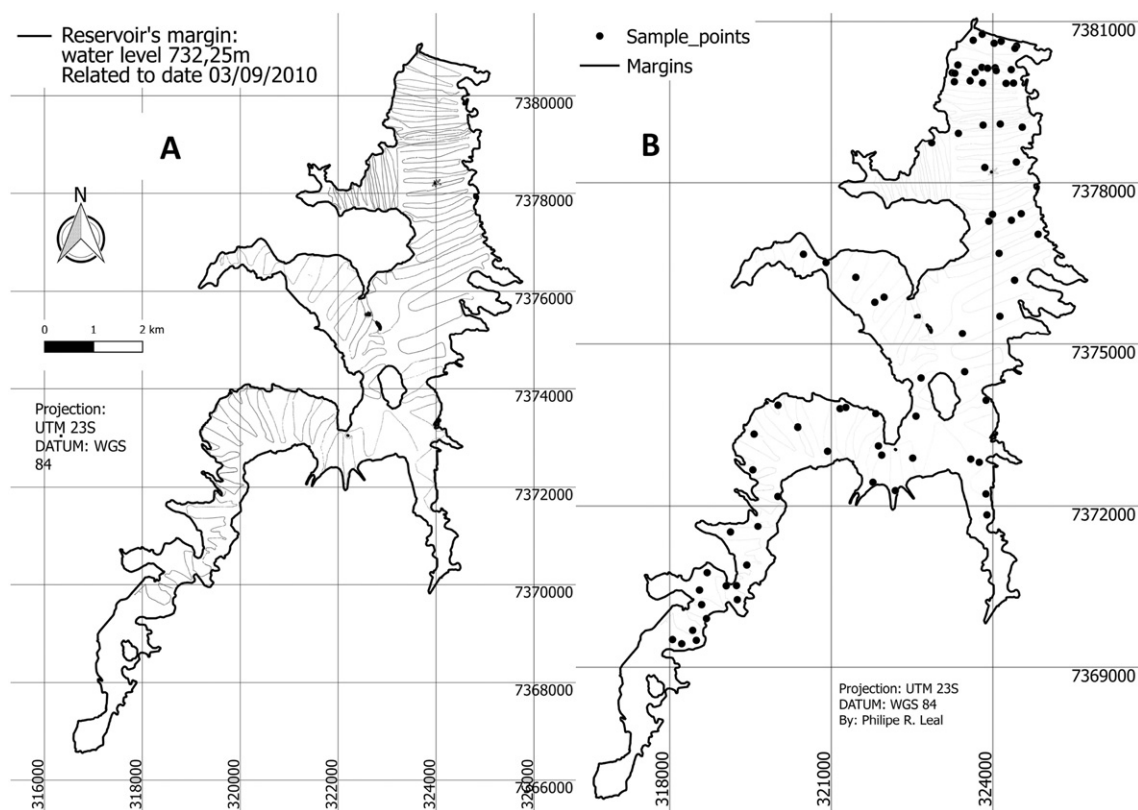 Reservoir's margin:
water level 732,25m
Related to date 03/09/2010
A
N
0 1 2 km
Projection:
UTM 23S
DATUM: WGS
84
7380000
7378000
7376000
7374000
7372000
7370000
7368000
7366000
316000
318000
320000
322000
324000
326000
Sample_points
Margins
B
7381000
7378000
7375000
7372000
7369000
Projection: UTM 23S
DATUM: WGS 84
By: Philipe R. Leal
318000
321000
324000